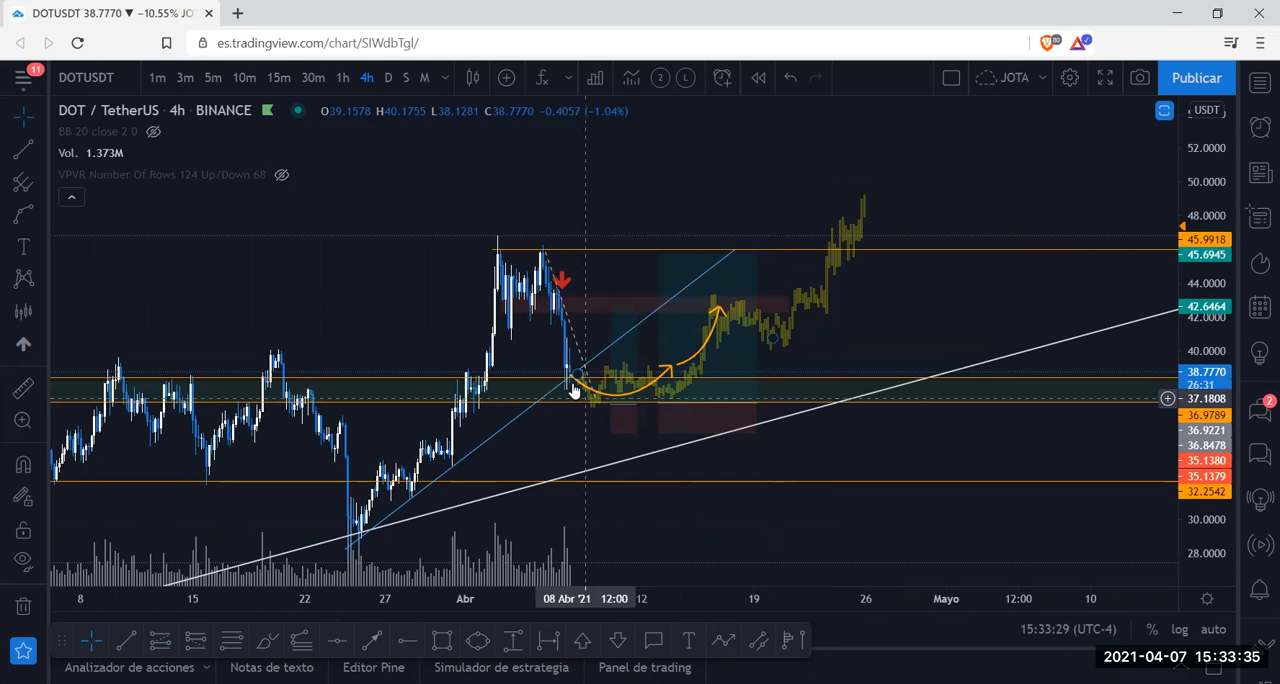 DOTUSDT 38.7770 ▼ −10.55% JO
es.tradingview.com/chart/SIWdbTgl/
80
11
DOTUSDT
1m 3m 5m 10m 15m 30m 1h 4h D S M
2 L
JOTA
Publicar
DOT / TetherUS · 4h · BINANCE
O39.1578 H40.1755 L38.1281 C38.7770 −0.4057 (−1.04%)
USDT
BB 20 close 2 0
Vol. 1.373M
VPVR Number Of Rows 124 Up/Down 68
52.0000
50.0000
48.0000
45.9918
45.6945
44.0000
42.6464
42.0000
40.0000
38.7770
26:31
37.1808
36.9789
2
36.9221
36.8478
35.1380
35.1379
32.2542
30.0000
28.0000
8 15 22 27 Abr 08 Abr '21 12:00 12 19 26 Mayo 12:00 10
15:33:29 (UTC-4) % log auto
Analizador de acciones Notas de texto Editor Pine Simulador de estrategia Panel de trading
2021-04-07 15:33:35